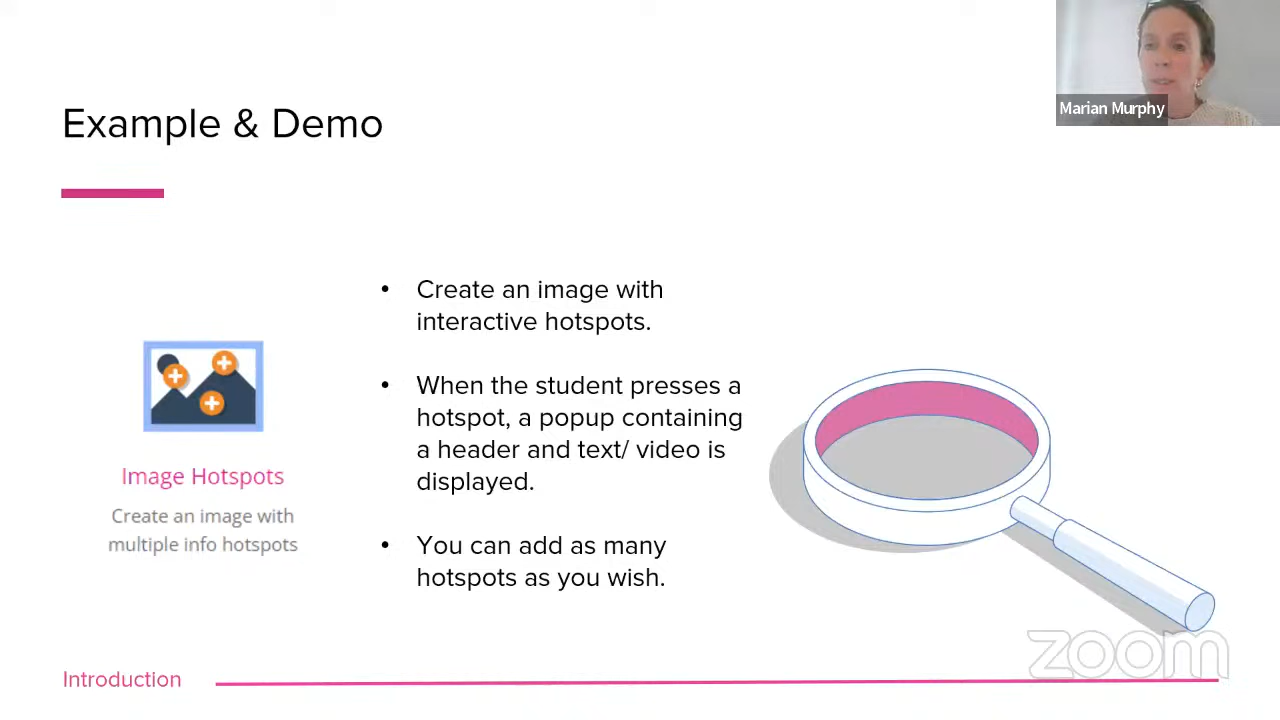 Marian Murphy
Example & Demo
• Create an image with
interactive hotspots.
• When the student presses a
hotspot, a popup containing
a header and text/ video is
displayed.
• You can add as many
hotspots as you wish.
Image Hotspots
Create an image with
multiple info hotspots
zoom
Introduction